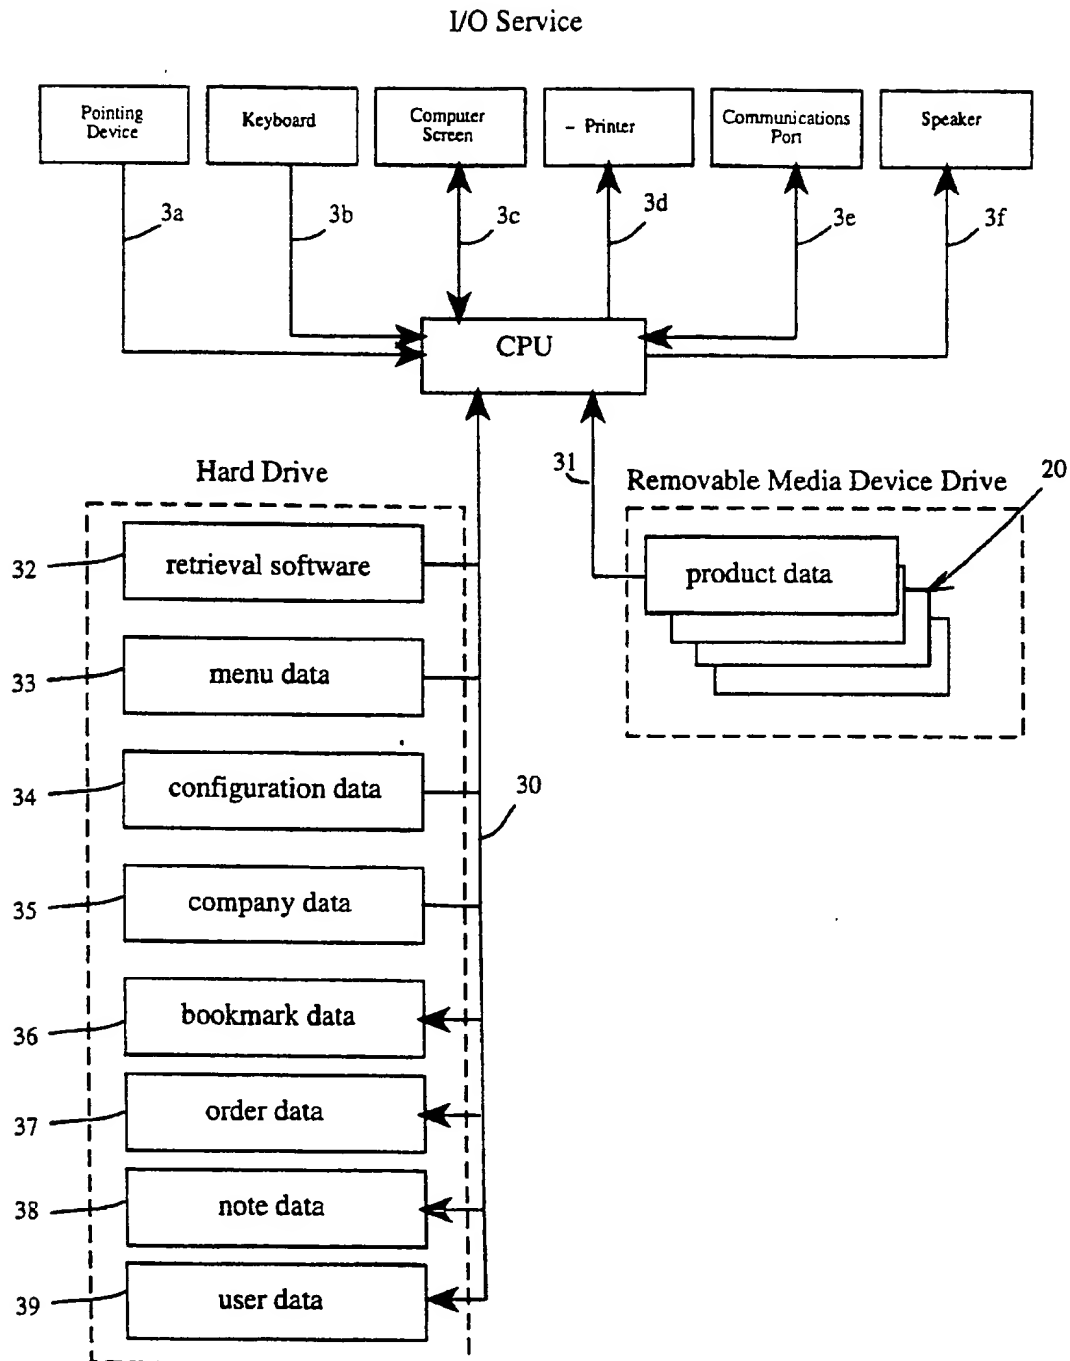 I/O Service
Pointing
Device
Keyboard
Computer
Screen
– Printer
Communications
Port
Speaker
3a
3b
3c
3d
3e
3f
CPU
Hard Drive
31
Removable Media Device Drive
20
32
retrieval software
product data
33
menu data
34
configuration data
30
35
company data
36
bookmark data
37
order data
38
note data
39
user data